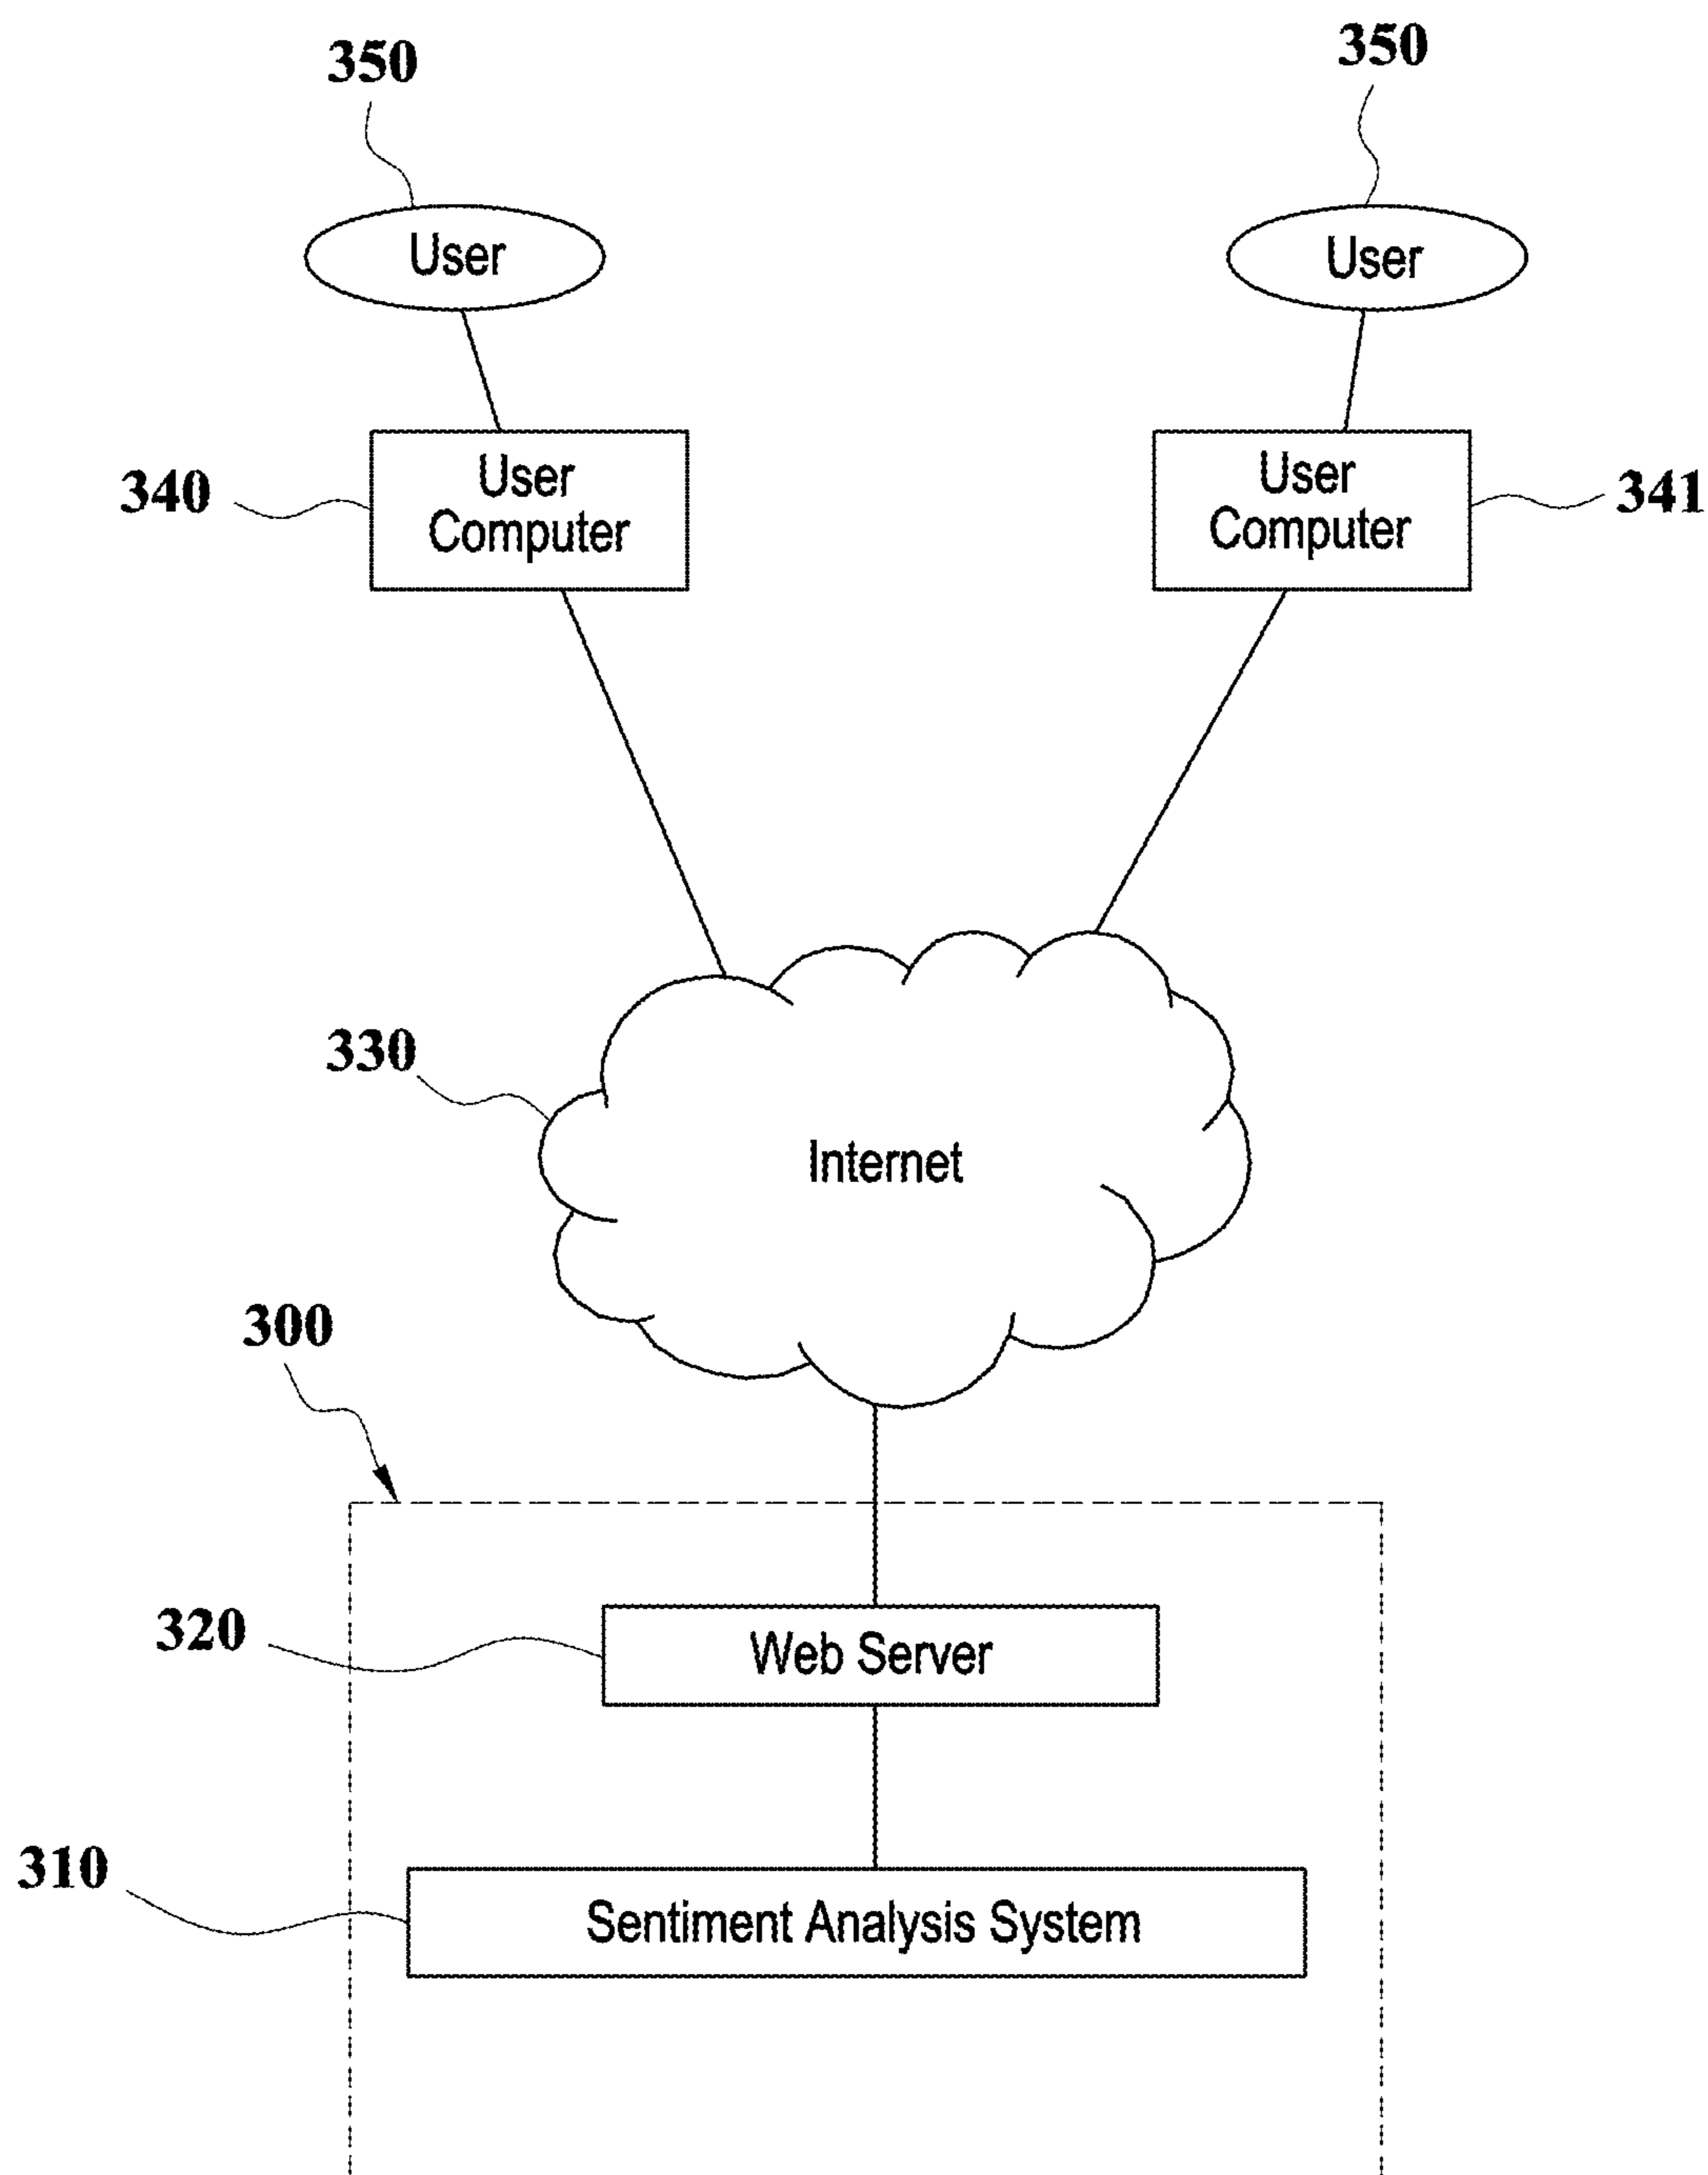 350
350
User
User
User
Computer
User
Computer
340
341
330
Internet
300
320
Web Server
310
Sentiment Analysis System